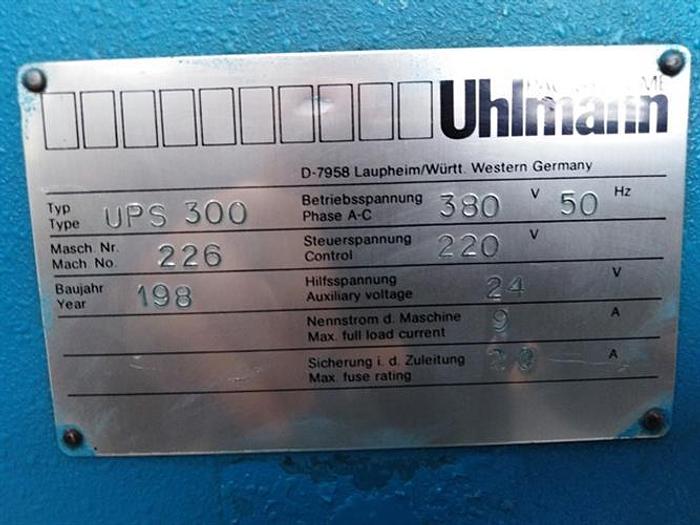 Uhlmann
D-7958 Laupheim/Württ. Western Germany
Typ
Type UPS 300
Masch. Nr.
Mach. No. 226
Baujahr
Year 198
Betriebsspannung
Phase A-C 380 V 50 Hz
Steuerspannung
Control 220 V
Hilfsspannung
Auxiliary voltage 24 V
Nennstrom d. Maschine
Max. full load current 9 A
Sicherung i. d. Zuleitung
Max. fuse rating 20 A